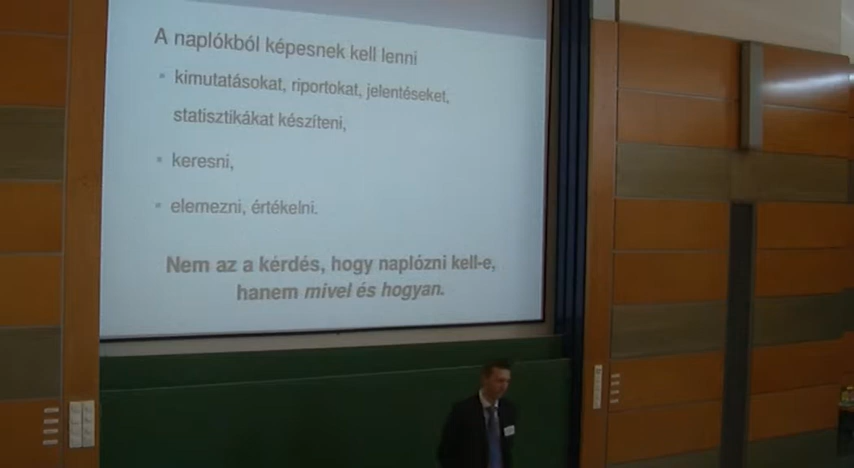 A naplókból képesnek kell lenni
▪ kimutatásokat, riportokat, jelentéseket,
statisztikákat készíteni,
▪ keresni,
▪ elemezni, értékelni.
Nem az a kérdés, hogy naplózni kell-e,
hanem mivel és hogyan.